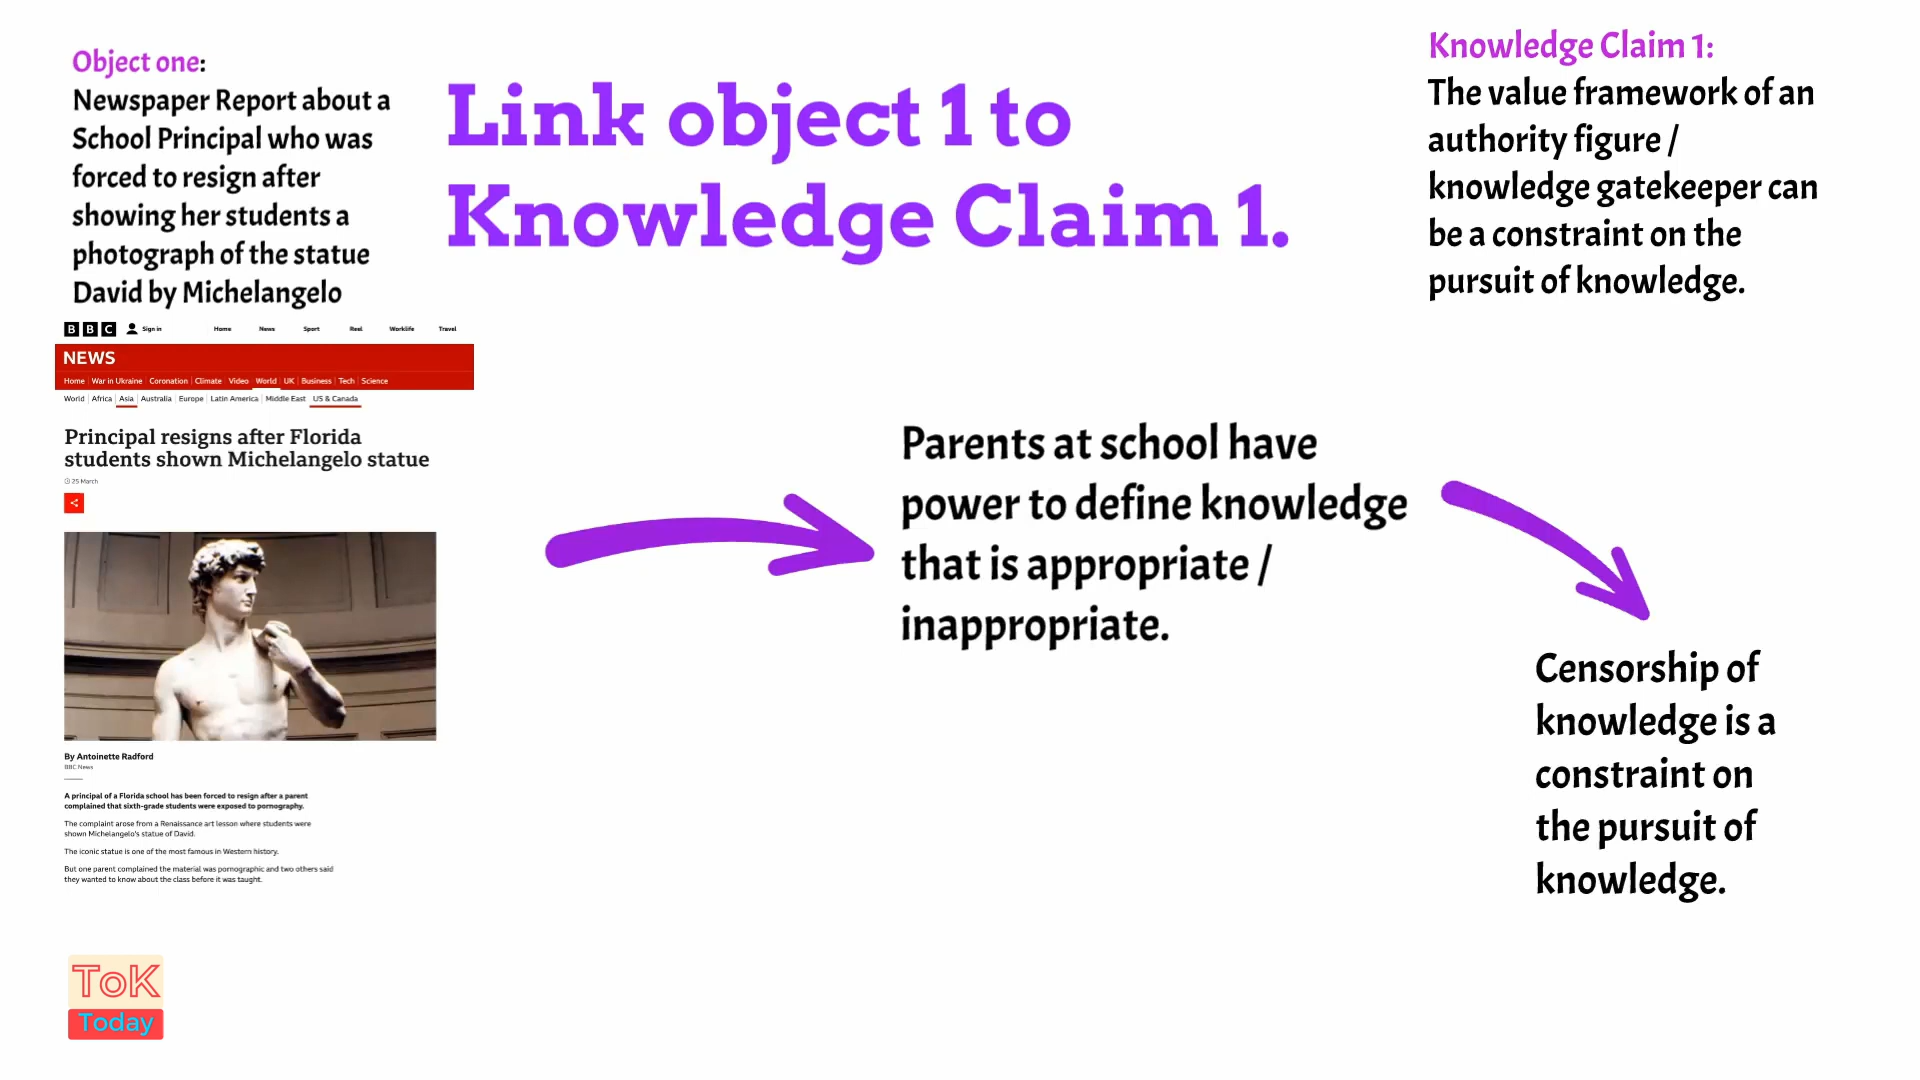 Object one:
Newspaper Report about a
School Principal who was
forced to resign after
showing her students a
photograph of the statue
David by Michelangelo
Link object 1 to
Knowledge Claim 1.
Knowledge Claim 1:
The value framework of an
authority figure /
knowledge gatekeeper can
be a constraint on the
pursuit of knowledge.
BBC Sign in Home News Sport Reel Worklife Travel
NEWS
Home War in Ukraine Coronation Climate Video World UK Business Tech Science
World Africa Asia Australia Europe Latin America Middle East US & Canada
Principal resigns after Florida
students shown Michelangelo statue
25 March
By Antoinette Radford
BBC News
A principal of a Florida school has been forced to resign after a parent
complained that sixth-grade students were exposed to pornography.
The complaint arose from a Renaissance art lesson where students were
shown Michelangelo's statue of David.
The iconic statue is one of the most famous in Western history.
But one parent complained the material was pornographic and two others said
they wanted to know about the class before it was taught.
Parents at school have
power to define knowledge
that is appropriate /
inappropriate.
Censorship of
knowledge is a
constraint on
the pursuit of
knowledge.
ToK
Today